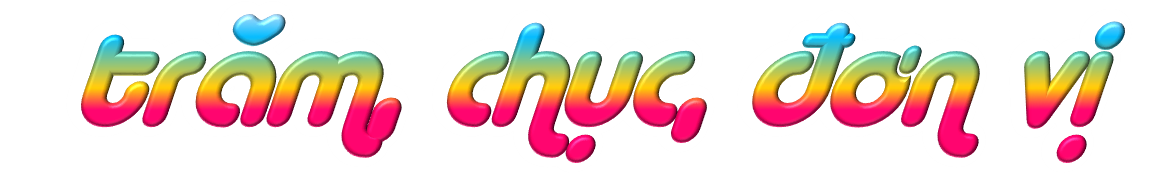 trăm, chục, đơn vị